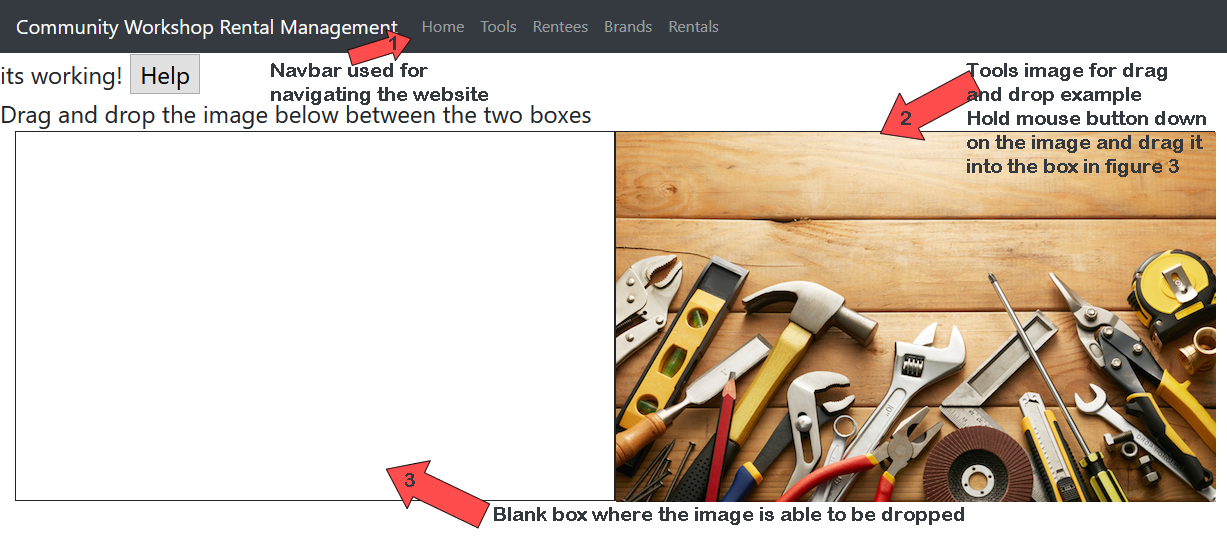 Community Workshop Rental Management Home Tools Rentees Brands Rentals
1
its working! Help
Navbar used for
navigating the website
Tools image for drag
and drop example
Hold mouse button down
on the image and drag it
into the box in figure 3
2
Drag and drop the image below between the two boxes
3
Blank box where the image is able to be dropped